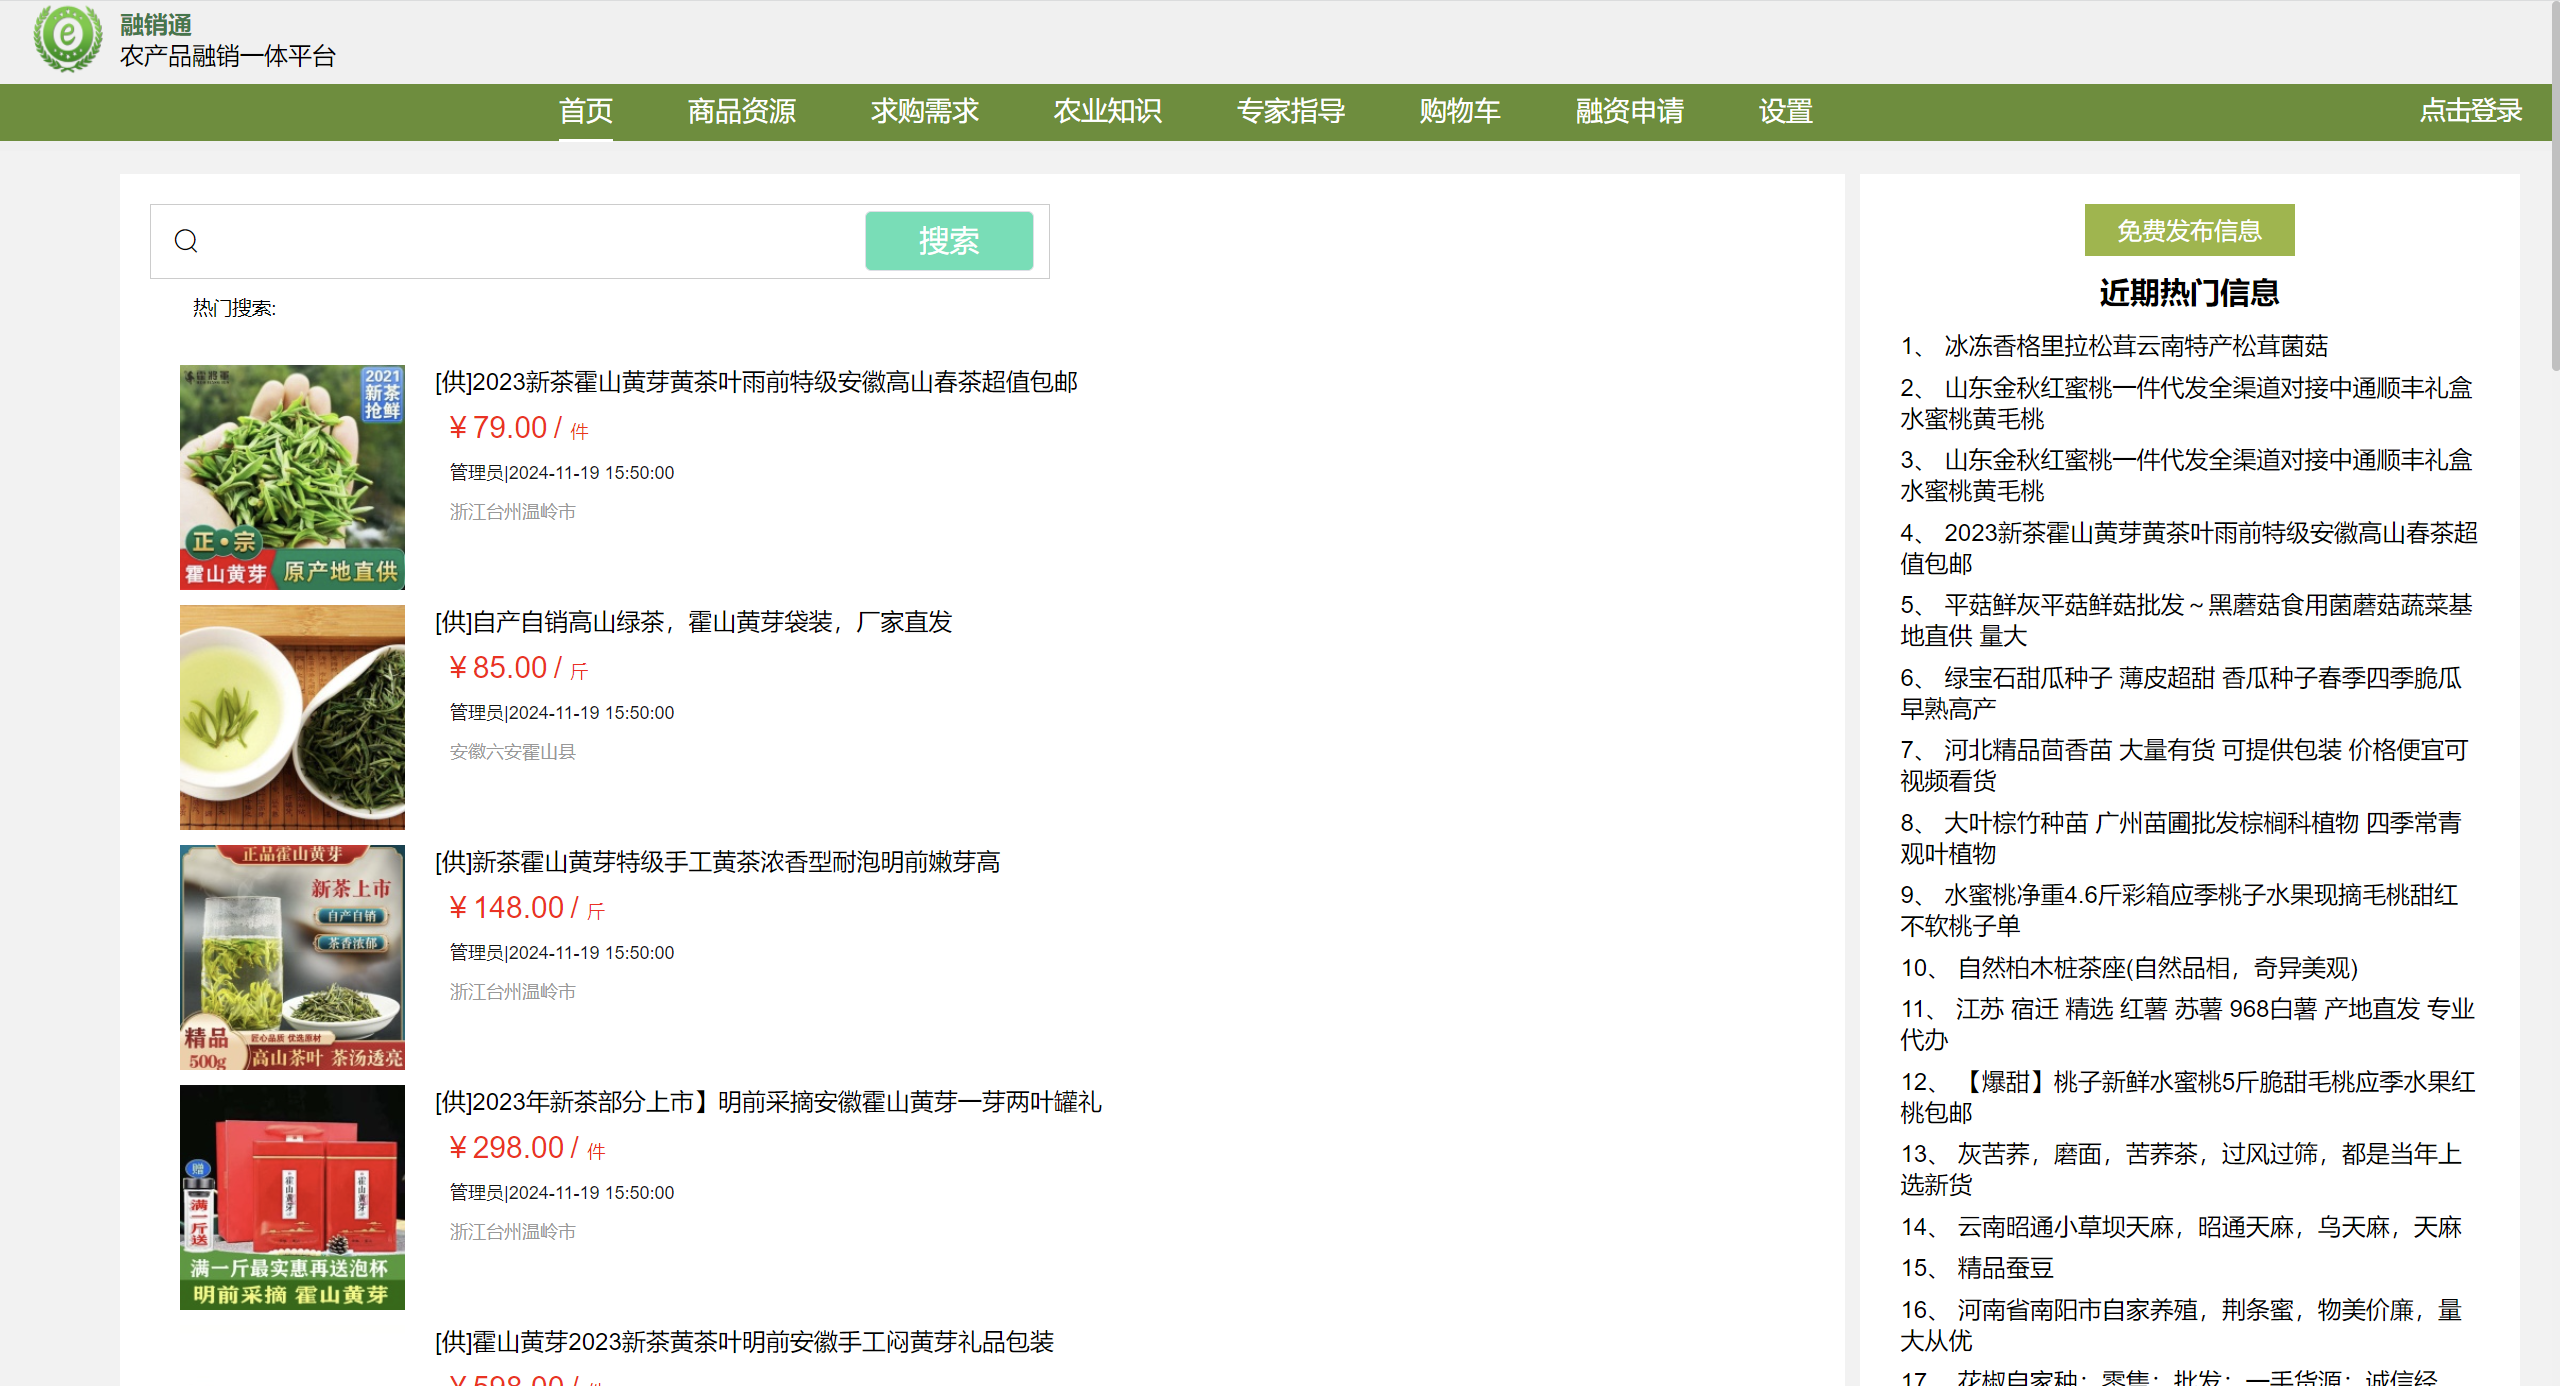 融销通
农产品融销一体平台
首页 商品资源 求购需求 农业知识 专家指导 购物车 融资申请 设置 点击登录
搜索
热门搜索:
2021
新茶
抢鲜
正·宗
霍山黄芽 原产地直供
[供]2023新茶霍山黄芽黄茶叶雨前特级安徽高山春茶超值包邮
¥ 79.00 / 件
管理员|2024-11-19 15:50:00
浙江台州温岭市
[供]自产自销高山绿茶，霍山黄芽袋装，厂家直发
¥ 85.00 / 斤
管理员|2024-11-19 15:50:00
安徽六安霍山县
正品霍山黄芽
新茶上市
自产自销
茶香浓郁
精品
500g
匠心品质 优选原材
高山茶叶 茶汤透亮
[供]新茶霍山黄芽特级手工黄茶浓香型耐泡明前嫩芽高
¥ 148.00 / 斤
管理员|2024-11-19 15:50:00
浙江台州温岭市
赠
满一斤送
霍山黄芽
霍山黄芽
满一斤最实惠再送泡杯
明前采摘 霍山黄芽
[供]2023年新茶部分上市】明前采摘安徽霍山黄芽一芽两叶罐礼
¥ 298.00 / 件
管理员|2024-11-19 15:50:00
浙江台州温岭市
[供]霍山黄芽2023新茶黄茶叶明前安徽手工闷黄芽礼品包装
¥ 598.00 / 件
免费发布信息
近期热门信息
1、 冰冻香格里拉松茸云南特产松茸菌菇
2、 山东金秋红蜜桃一件代发全渠道对接中通顺丰礼盒
水蜜桃黄毛桃
3、 山东金秋红蜜桃一件代发全渠道对接中通顺丰礼盒
水蜜桃黄毛桃
4、 2023新茶霍山黄芽黄茶叶雨前特级安徽高山春茶超
值包邮
5、 平菇鲜灰平菇鲜菇批发～黑蘑菇食用菌蘑菇蔬菜基
地直供 量大
6、 绿宝石甜瓜种子 薄皮超甜 香瓜种子春季四季脆瓜
早熟高产
7、 河北精品茴香苗 大量有货 可提供包装 价格便宜可
视频看货
8、 大叶棕竹种苗 广州苗圃批发棕榈科植物 四季常青
观叶植物
9、 水蜜桃净重4.6斤彩箱应季桃子水果现摘毛桃甜红
不软桃子单
10、 自然柏木桩茶座(自然品相，奇异美观)
11、 江苏 宿迁 精选 红薯 苏薯 968白薯 产地直发 专业
代办
12、 【爆甜】桃子新鲜水蜜桃5斤脆甜毛桃应季水果红
桃包邮
13、 灰苦荞，磨面，苦荞茶，过风过筛，都是当年上
选新货
14、 云南昭通小草坝天麻，昭通天麻，乌天麻，天麻
15、 精品蚕豆
16、 河南省南阳市自家养殖，荆条蜜，物美价廉，量
大从优
17、 花椒自家种；零售；批发；一手货源；诚信经